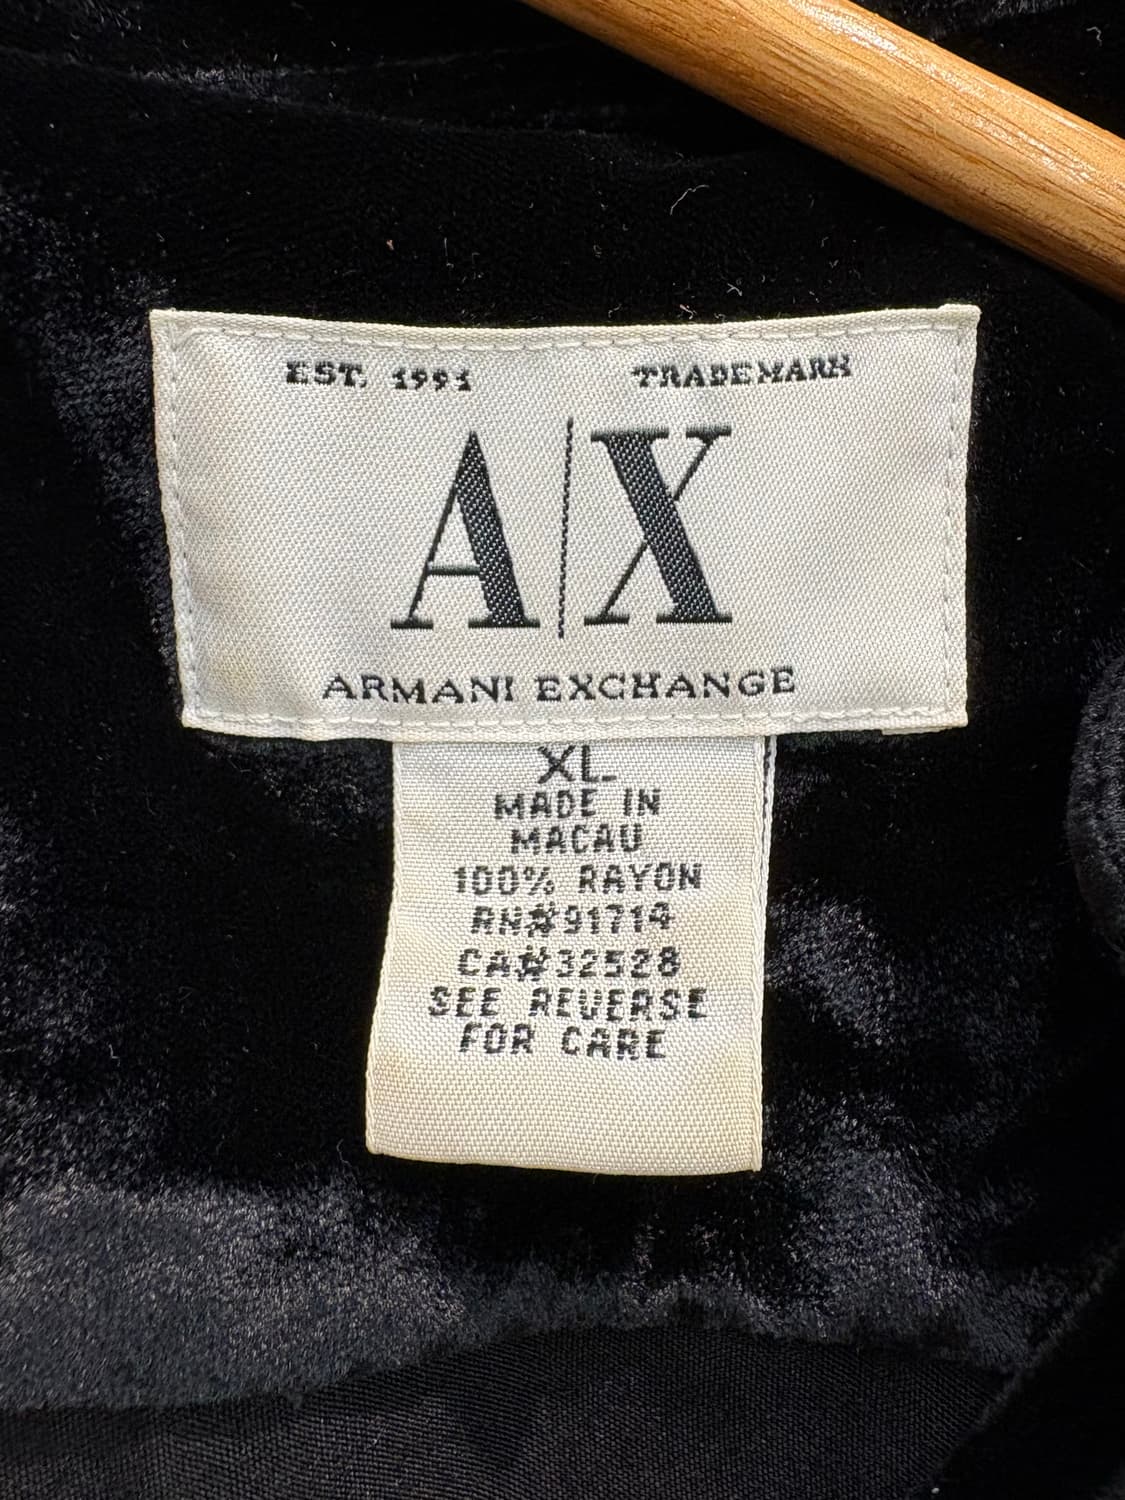 EST. 1991 TRADEMARK
A|X
ARMANI EXCHANGE
XL
MADE IN
MACAU
100% RAYON
RN#91714
CA#32528
SEE REVERSE
FOR CARE